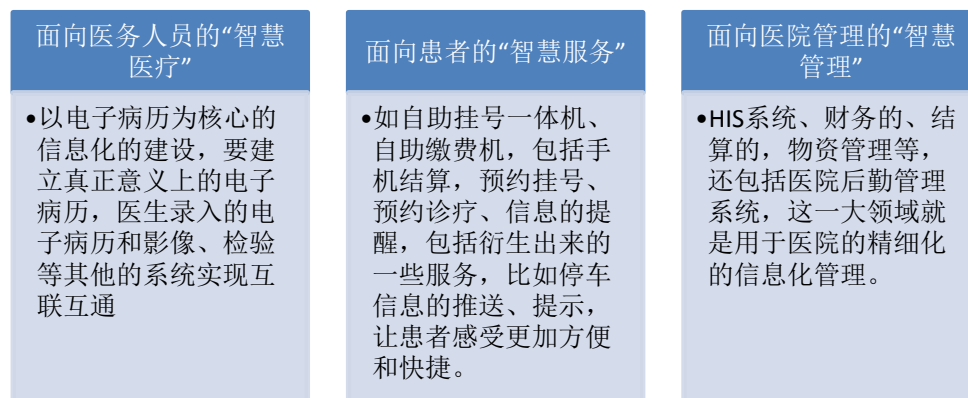 面向医务人员的“智慧
医疗”
•以电子病历为核心的
信息化的建设，要建
立真正意义上的电子
病历，医生录入的电
子病历和影像、检验
等其他的系统实现互
联互通
面向患者的“智慧服务”
•如自助挂号一体机、
自助缴费机，包括手
机结算，预约挂号、
预约诊疗、信息的提
醒，包括衍生出来的
一些服务，比如停车
信息的推送、提示，
让患者感受更加方便
和快捷。
面向医院管理的“智慧
管理”
•HIS系统、财务的、结
算的，物资管理等，
还包括医院后勤管理
系统，这一大领域就
是用于医院的精细化
的信息化管理。